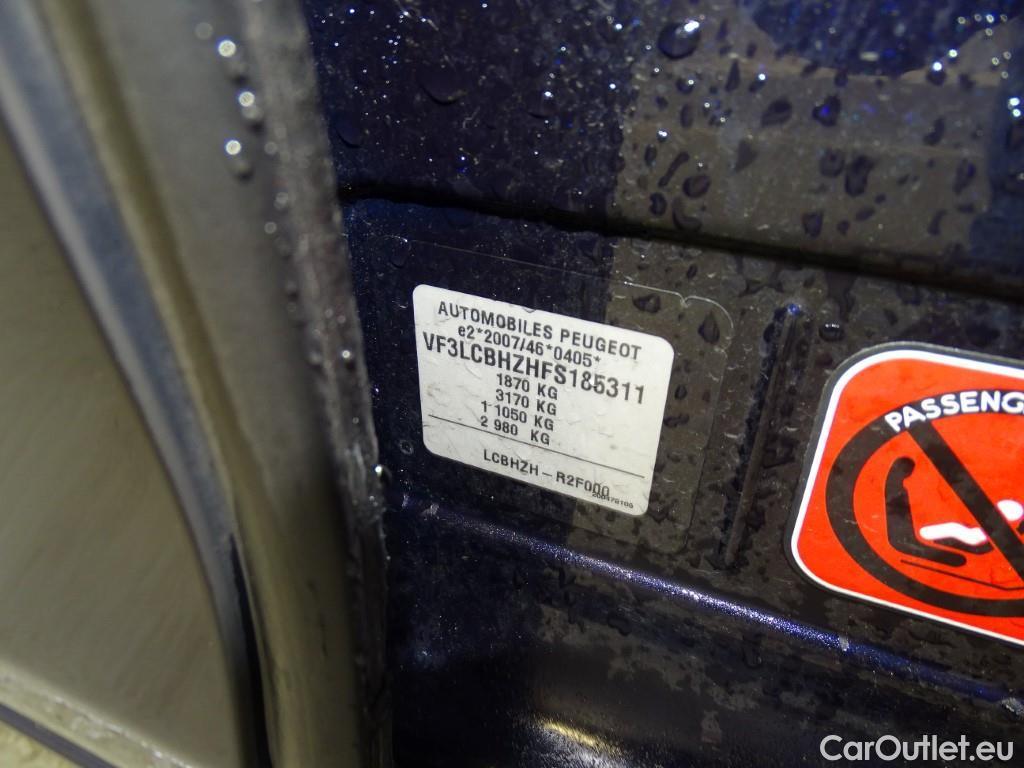 AUTOMOBILES PEUGEOT
e2*2007/46*0405*
VF3LCBHZHFS185311
1870 KG
3170 KG
1-1050 KG
2-980 KG
LCBHZH-R2F000
PASSENG
CarOutlet.eu